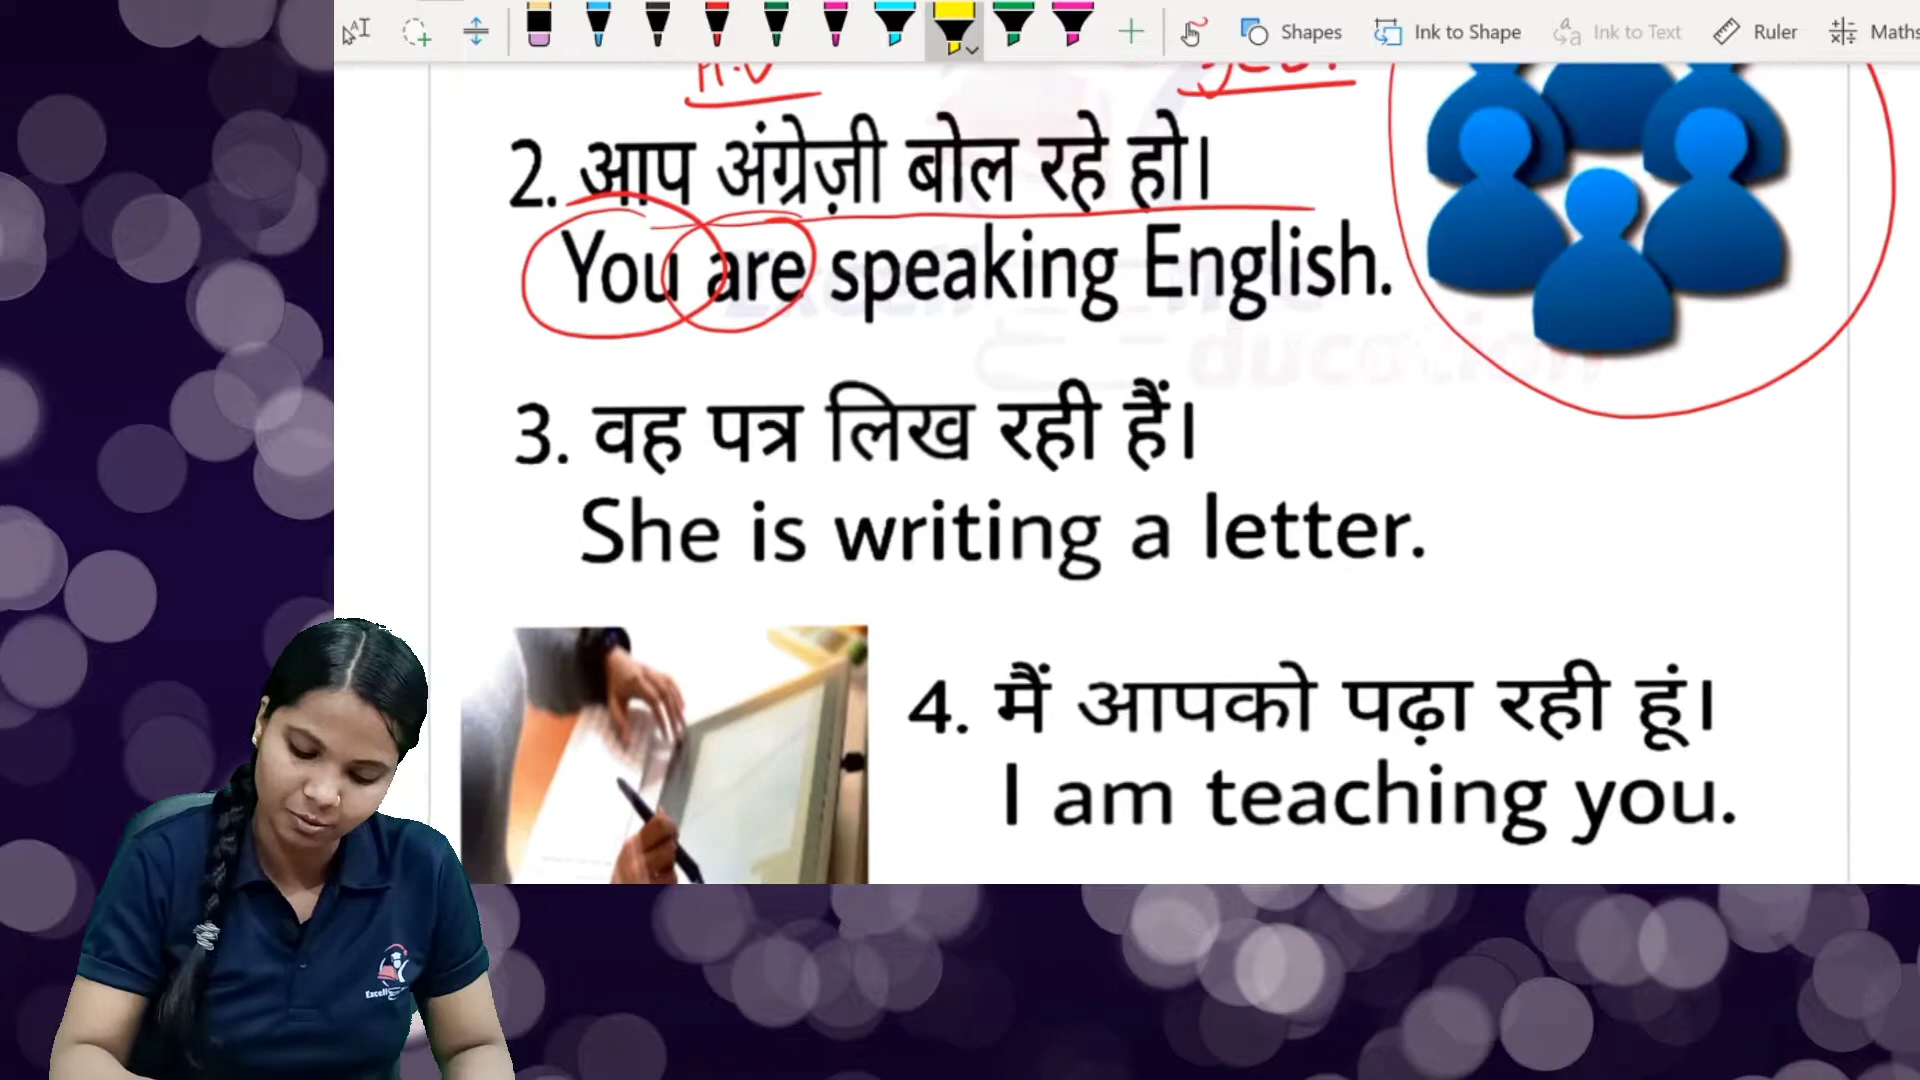 Shapes
Ink to Shape
Ink to Text
Ruler
Maths
2. आप अंग्रेज़ी बोल रहे हो।
You are speaking English.
3. वह पत्र लिख रही हैं।
She is writing a letter.
4. मैं आपको पढ़ा रही हूं।
I am teaching you.